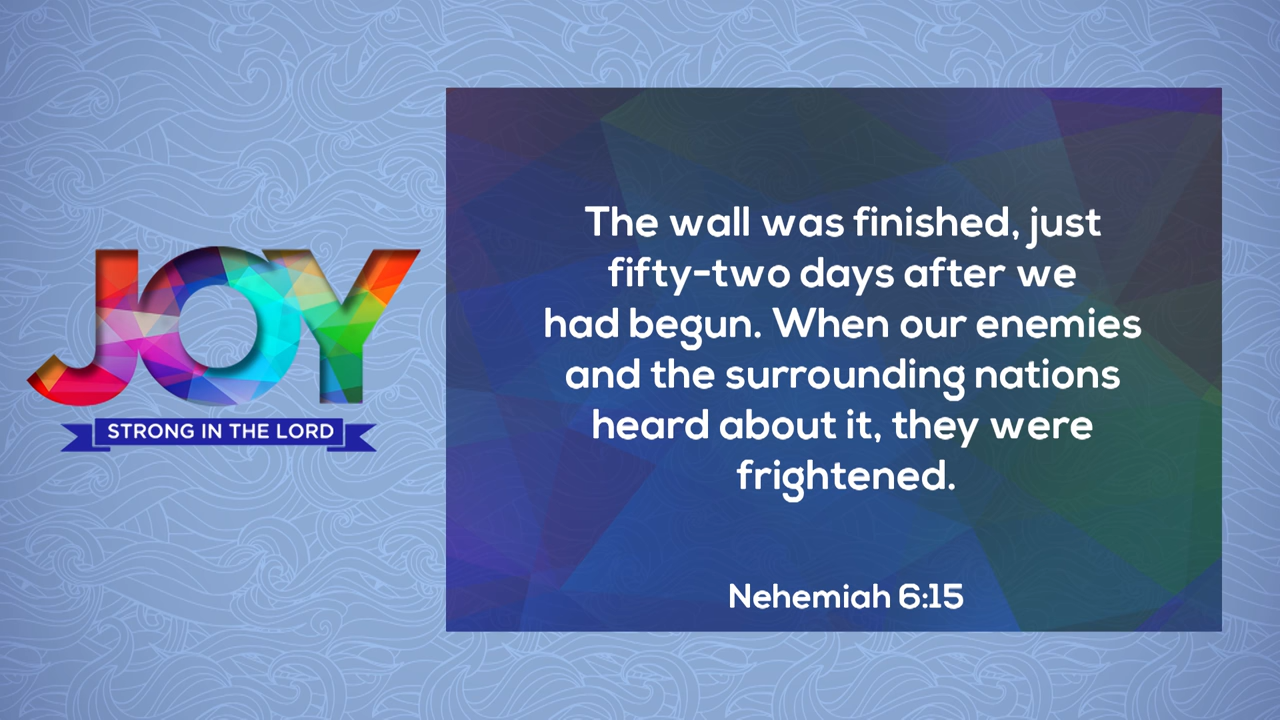 JOY
STRONG IN THE LORD
The wall was finished, just
fifty-two days after we
had begun. When our enemies
and the surrounding nations
heard about it, they were
frightened.
Nehemiah 6:15